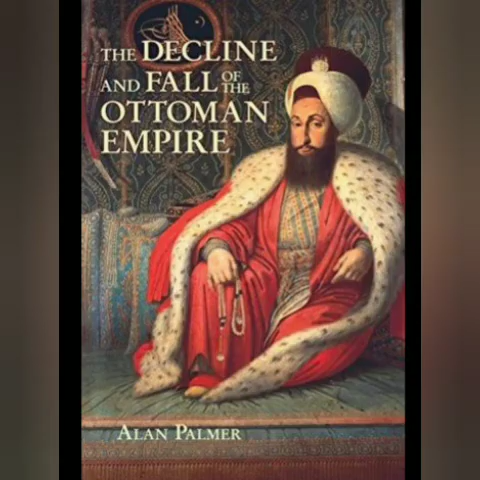 THE DECLINE
AND FALL OF THE
OTTOMAN
EMPIRE
ALAN PALMER